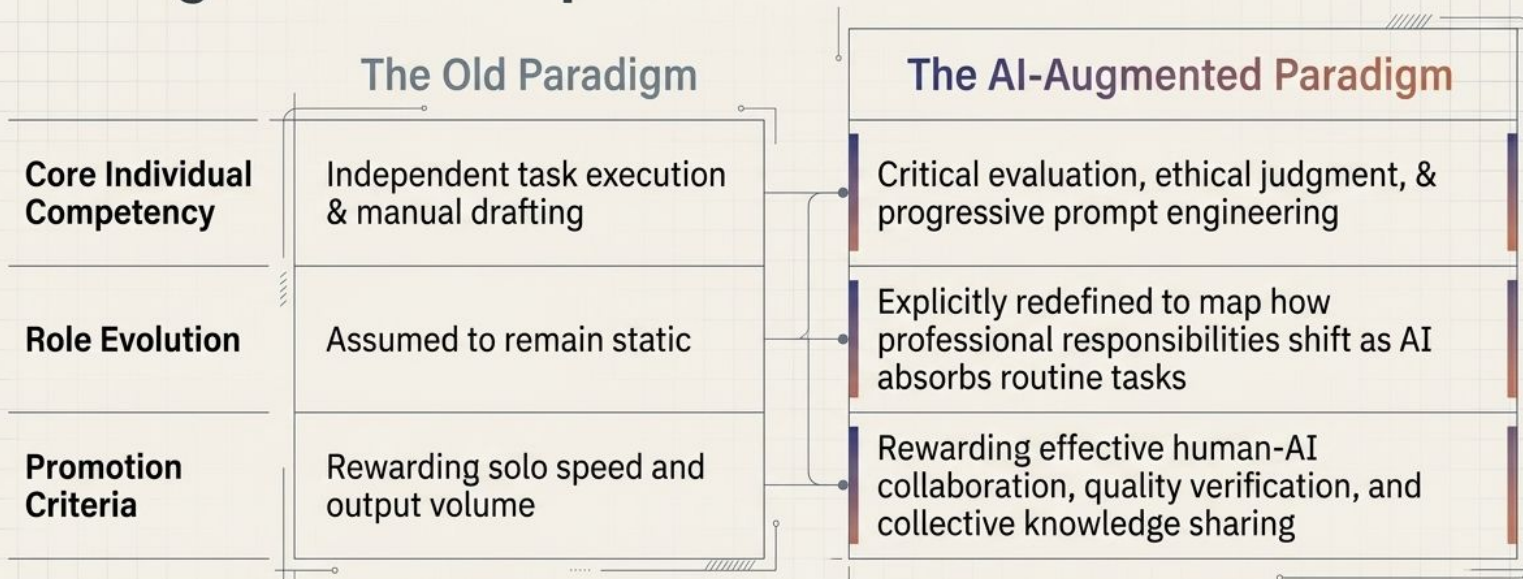 The Old Paradigm
The AI-Augmented Paradigm
Core Individual
Competency
Independent task execution
& manual drafting
Critical evaluation, ethical judgment, &
progressive prompt engineering
Role Evolution
Assumed to remain static
Explicitly redefined to map how
professional responsibilities shift as AI
absorbs routine tasks
Promotion
Criteria
Rewarding solo speed and
output volume
Rewarding effective human-AI
collaboration, quality verification, and
collective knowledge sharing